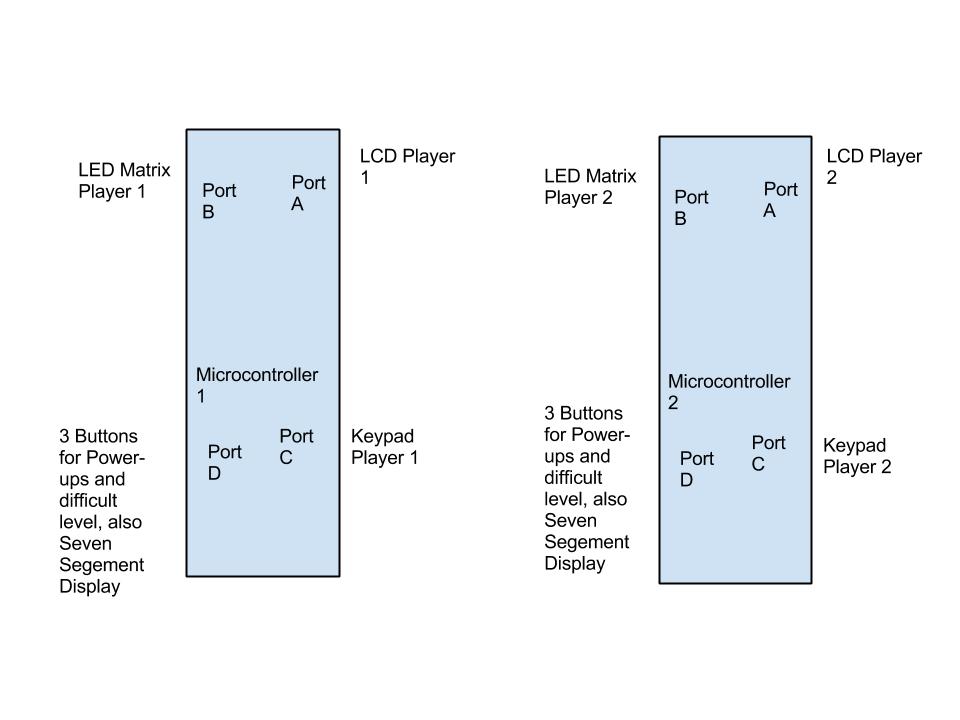 LED Matrix
Player 1
Port
B
Port
A
LCD Player
1
Microcontroller
1
3 Buttons
for Power-
ups and
difficult
level, also
Seven
Segement
Display
Port
D
Port
C
Keypad
Player 1
LED Matrix
Player 2
Port
B
Port
A
LCD Player
2
Microcontroller
2
3 Buttons
for Power-
ups and
difficult
level, also
Seven
Segement
Display
Port
D
Port
C
Keypad
Player 2